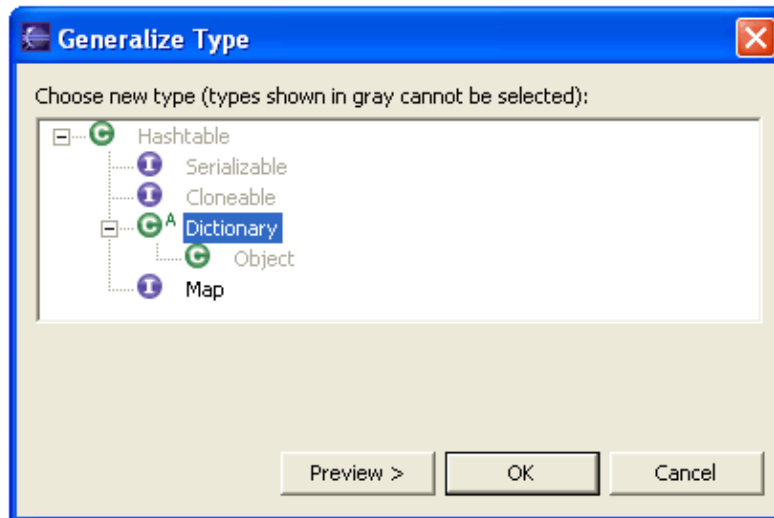 Generalize Type
Choose new type (types shown in gray cannot be selected):
C Hashtable
I Serializable
I Cloneable
C A Dictionary
C Object
I Map
Preview > OK Cancel